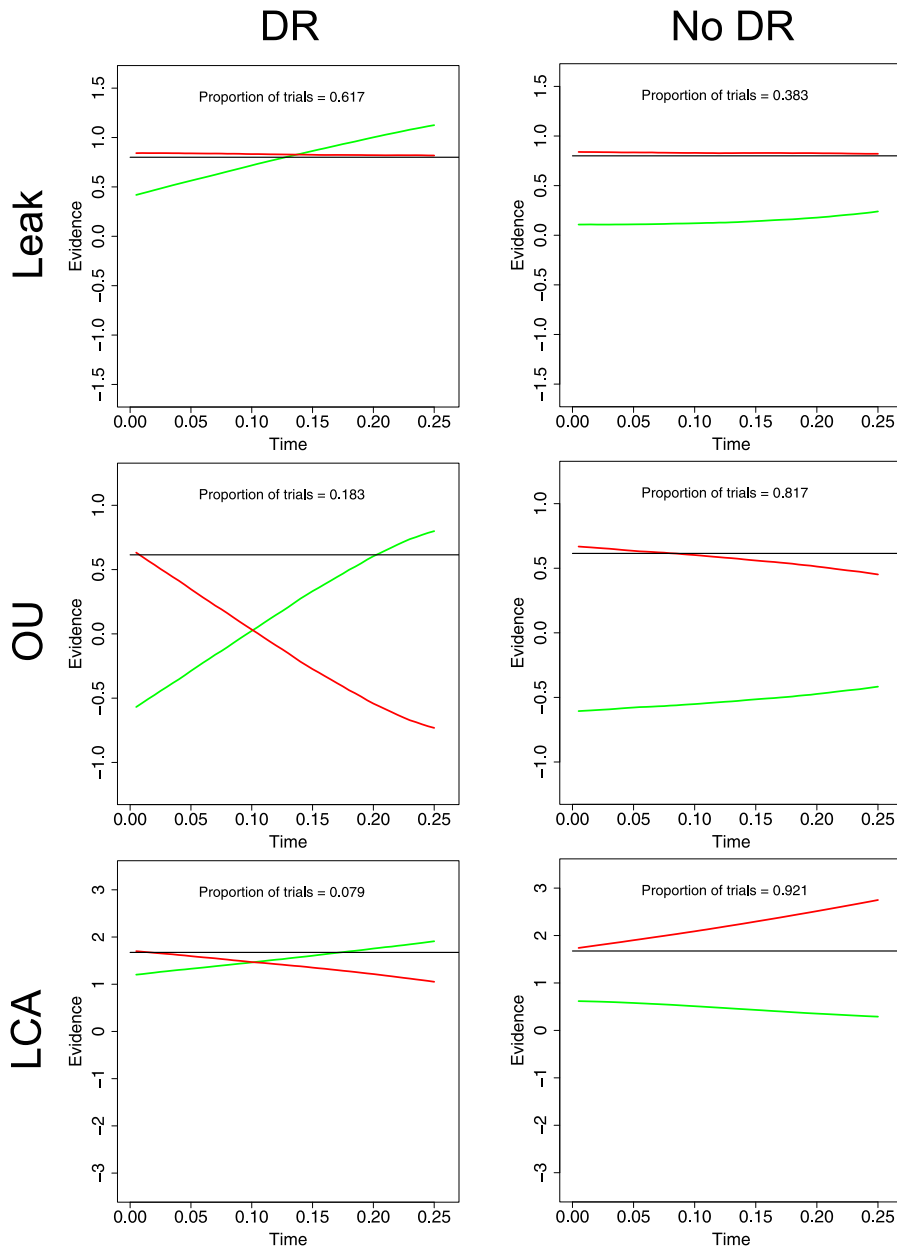 DR
No DR
Leak
Proportion of trials = 0.617
Evidence
1.5
1.0
0.5
0.0
−0.5
−1.0
−1.5
0.00 0.05 0.10 0.15 0.20 0.25
Time
Proportion of trials = 0.383
Evidence
1.5
1.0
0.5
0.0
−0.5
−1.0
−1.5
0.00 0.05 0.10 0.15 0.20 0.25
Time
OU
Proportion of trials = 0.183
Evidence
1.0
0.5
0.0
−0.5
−1.0
0.00 0.05 0.10 0.15 0.20 0.25
Time
Proportion of trials = 0.817
Evidence
1.0
0.5
0.0
−0.5
−1.0
0.00 0.05 0.10 0.15 0.20 0.25
Time
LCA
Proportion of trials = 0.079
Evidence
3
2
1
0
−1
−2
−3
0.00 0.05 0.10 0.15 0.20 0.25
Time
Proportion of trials = 0.921
Evidence
3
2
1
0
−1
−2
−3
0.00 0.05 0.10 0.15 0.20 0.25
Time